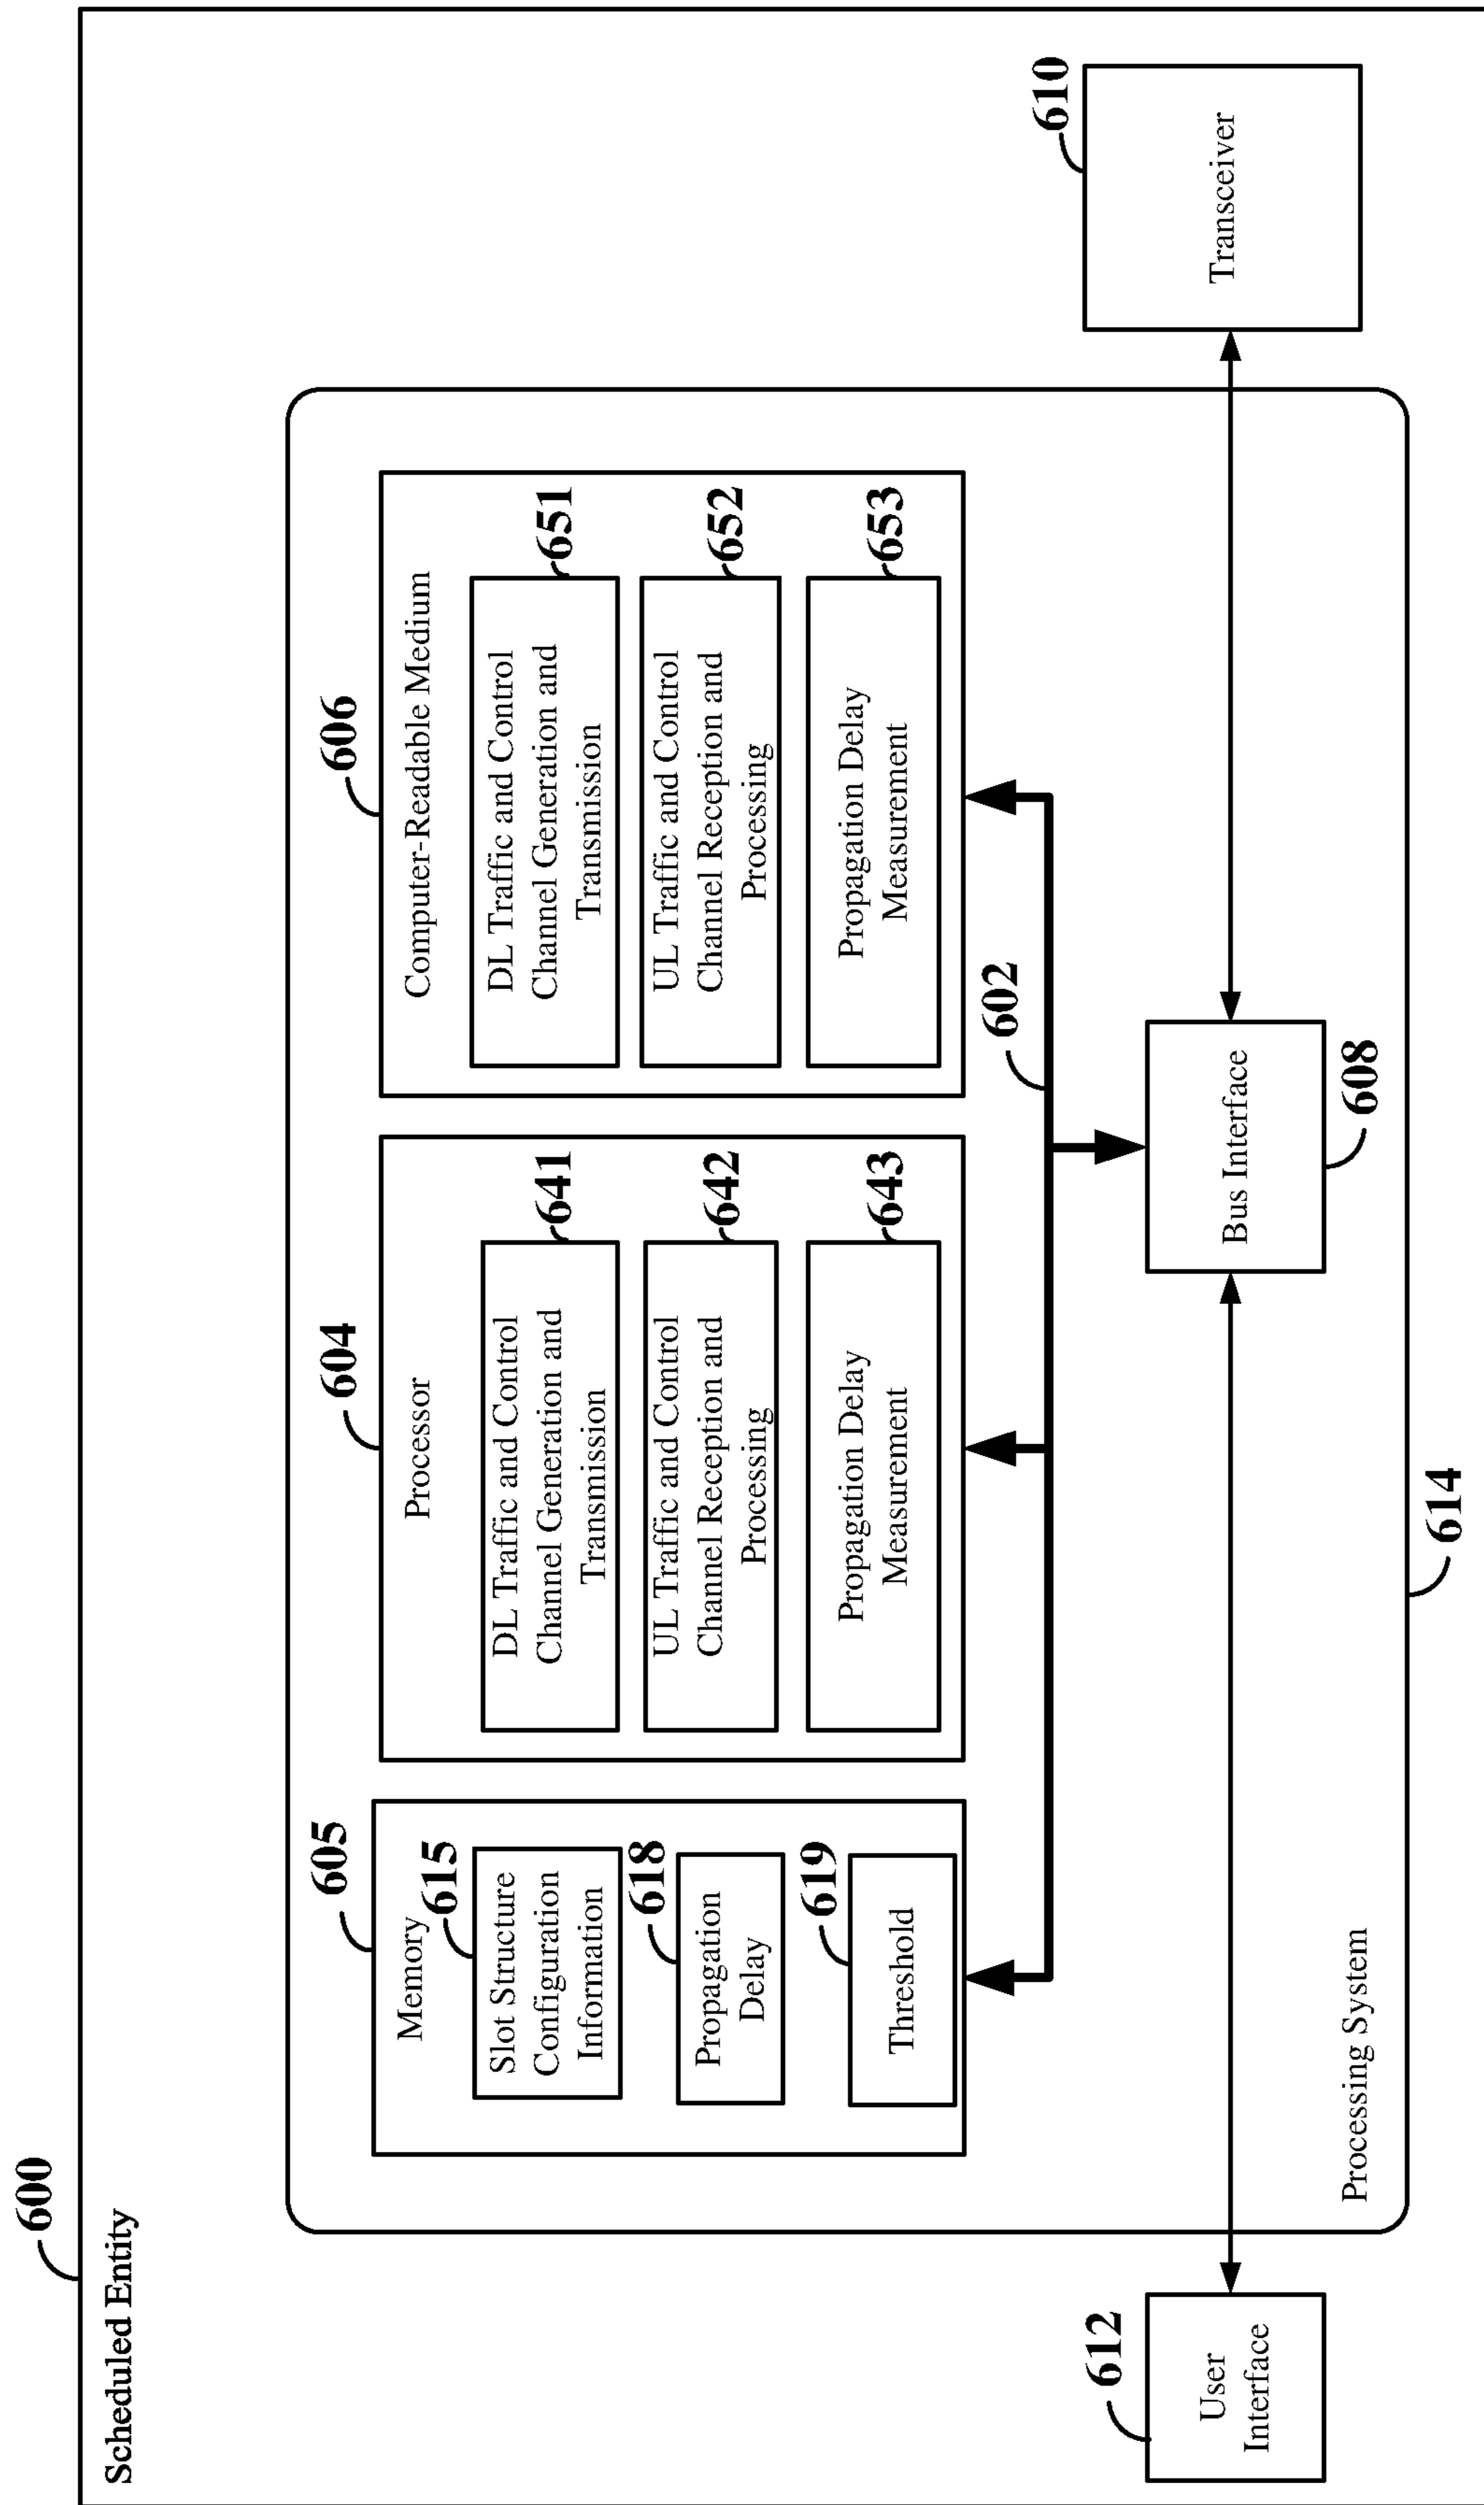 600
Scheduled Entity
614
Processing System
605
Memory
615
Slot Structure
Configuration
Information
618
Propagation
Delay
619
Threshold
604
Processor
641
DL Traffic and Control
Channel Generation and
Transmission
642
UL Traffic and Control
Channel Reception and
Processing
643
Propagation Delay
Measurement
606
Computer-Readable Medium
651
DL Traffic and Control
Channel Generation and
Transmission
652
UL Traffic and Control
Channel Reception and
Processing
653
Propagation Delay
Measurement
602
612
User
Interface
Bus Interface
608
610
Transceiver